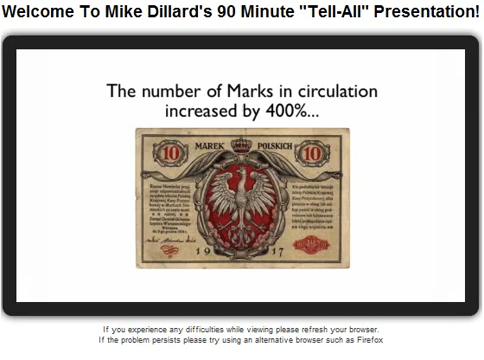 Welcome To Mike Dillard's 90 Minute "Tell-All" Presentation!
The number of Marks in circulation
increased by 400%...
10 MAREK POLSKICH 10
1917
If you experience any difficulties while viewing please refresh your browser.
If the problem persists please try using an alternative browser such as Firefox